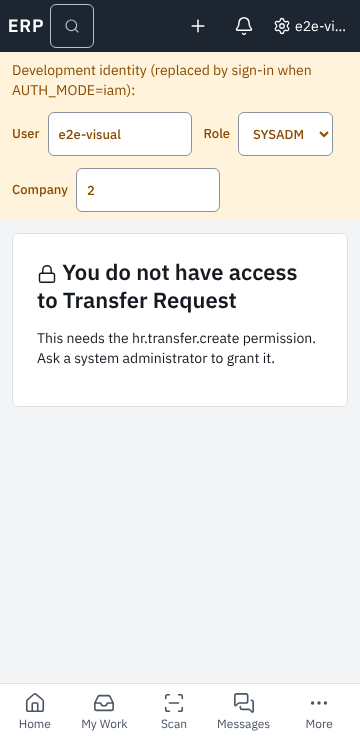 ERP
e2e-vi...
Development identity (replaced by sign-in when
AUTH_MODE=iam):
User
e2e-visual
Role
SYSADM
Company
2
You do not have access
to Transfer Request
This needs the hr.transfer.create permission.
Ask a system administrator to grant it.
Home
My Work
Scan
Messages
More